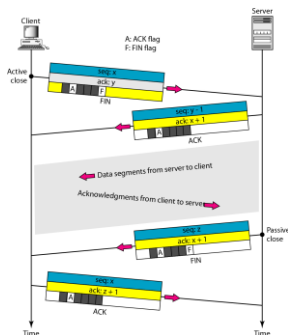 Client
Server
A: ACK flag
F: FIN flag
Active
close
seq: x
ack: y
A
F
FIN
seq: y - 1
ack: x + 1
A
ACK
Data segments from server to client
Acknowledgments from client to server
Passive
close
seq: z
ack: x + 1
A
F
FIN
seq: x
ack: z + 1
A
ACK
Time
Time